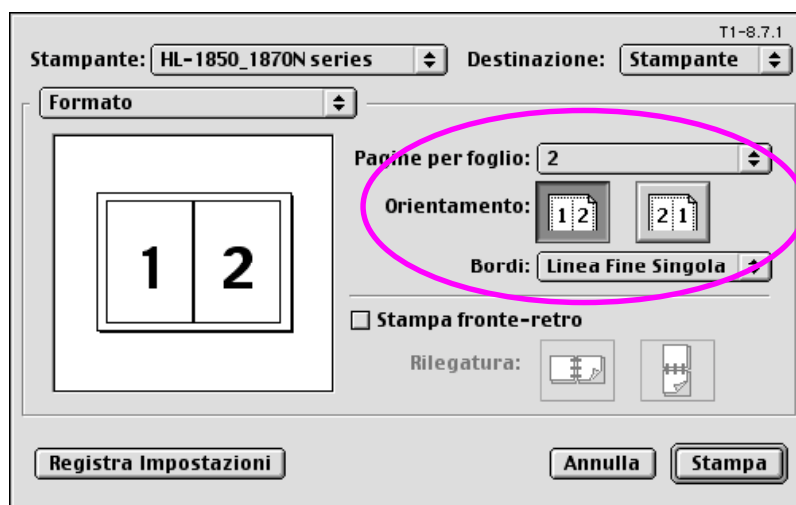 T1-8.7.1
Stampante: HL-1850_1870N series Destinazione: Stampante
Formato
Pagine per foglio: 2
Orientamento: 1 2 2 1
1 2
Bordi: Linea Fine Singola
Stampa fronte-retro
Rilegatura:
Registra Impostazioni Annulla Stampa